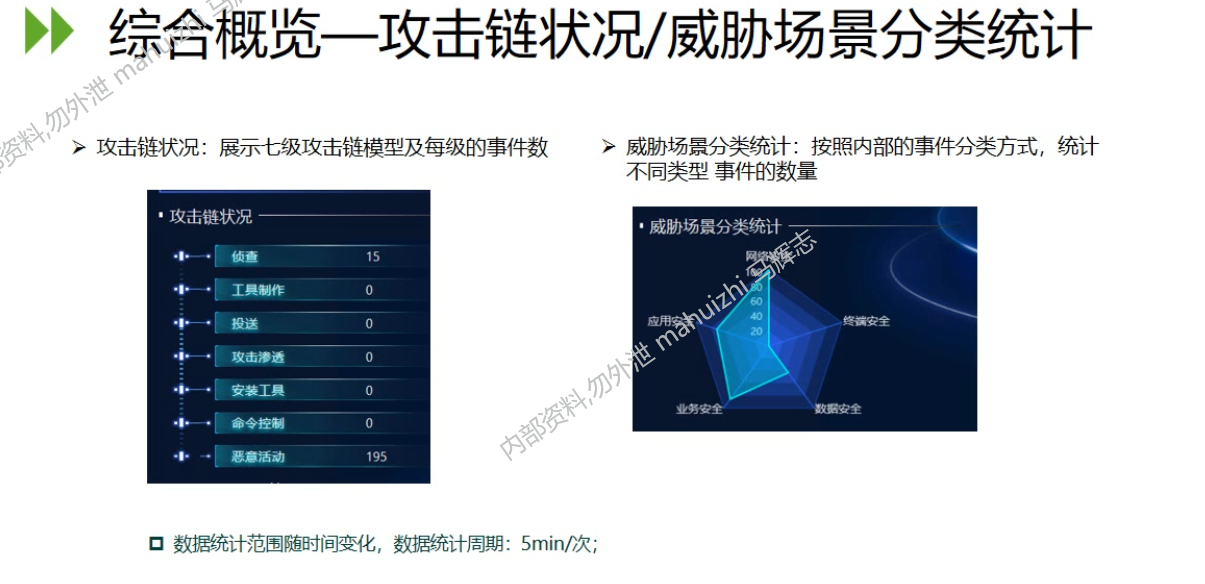 综合概览—攻击链状况/威胁场景分类统计
攻击链状况：展示七级攻击链模型及每级的事件数
攻击链状况
侦查 15
工具制作 0
投送 0
攻击渗透 0
安装工具 0
命令控制 0
恶意活动 195
威胁场景分类统计：按照内部的事件分类方式，统计
不同类型 事件的数量
威胁场景分类统计
100
80
60
40
20
应用安全
终端安全
业务安全
数据安全
数据统计范围随时间变化，数据统计周期：5min/次；
内部资料,勿外泄 mahuizhi 马辉志
部资料,勿外泄 mahuizhi 马